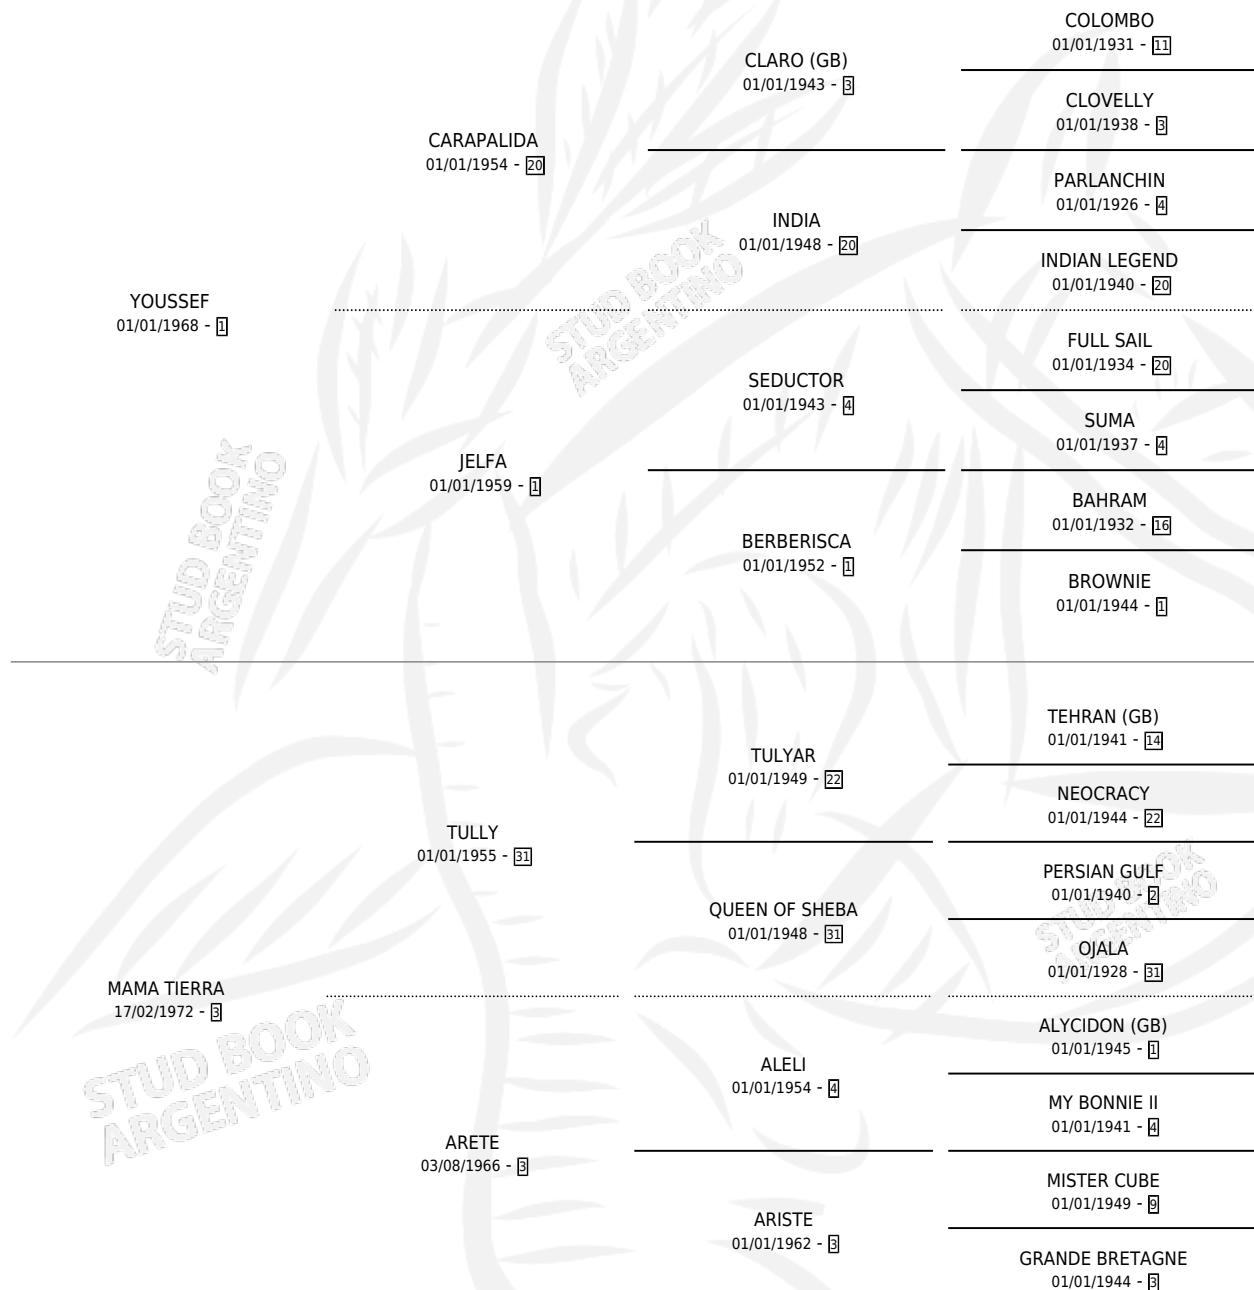 COLOMBO
01/01/1931 - 11
CLARO (GB)
01/01/1943 - 3
CLOVELLY
01/01/1938 - 3
CARAPALIDA
01/01/1954 - 20
PARLANCHIN
01/01/1926 - 4
INDIA
01/01/1948 - 20
INDIAN LEGEND
01/01/1940 - 20
YOUSSEF
01/01/1968 - 1
FULL SAIL
01/01/1934 - 20
SEDUCTOR
01/01/1943 - 4
SUMA
01/01/1937 - 4
JELFA
01/01/1959 - 1
BAHRAM
01/01/1932 - 16
BERBERISCA
01/01/1952 - 1
BROWNIE
01/01/1944 - 1
TEHRAN (GB)
01/01/1941 - 14
TULYAR
01/01/1949 - 22
NEOCRACY
01/01/1944 - 22
TULLY
01/01/1955 - 31
PERSIAN GULF
01/01/1940 - 2
QUEEN OF SHEBA
01/01/1948 - 31
OJALA
01/01/1928 - 31
MAMA TIERRA
17/02/1972 - 3
ALYCIDON (GB)
01/01/1945 - 1
ALELI
01/01/1954 - 4
MY BONNIE II
01/01/1941 - 4
ARETE
03/08/1966 - 3
MISTER CUBE
01/01/1949 - 9
ARISTE
01/01/1962 - 3
GRANDE BRETAGNE
01/01/1944 - 3
STUD BOOK
ARGENTINO
STUD BOOK
ARGENTINO
STUD BOOK
ARGENTINO
STUD BOOK
ARGENTINO